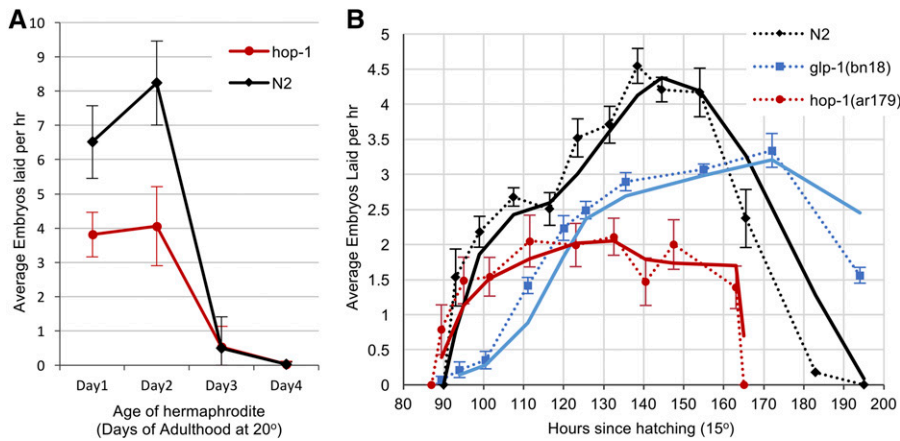 A
10
9
8
7
6
5
4
3
2
1
0
Average Embryos Laid per hr
hop-1
N2
Day1 Day2 Day3 Day4
Age of hermaphrodite
(Days of Adulthood at 20°)
B
5
4.5
4
3.5
3
2.5
2
1.5
1
0.5
0
Average Embryos Laid per hr
N2
glp-1(bn18)
hop-1(ar179)
80 90 100 110 120 130 140 150 160 170 180 190 200
Hours since hatching (15°)